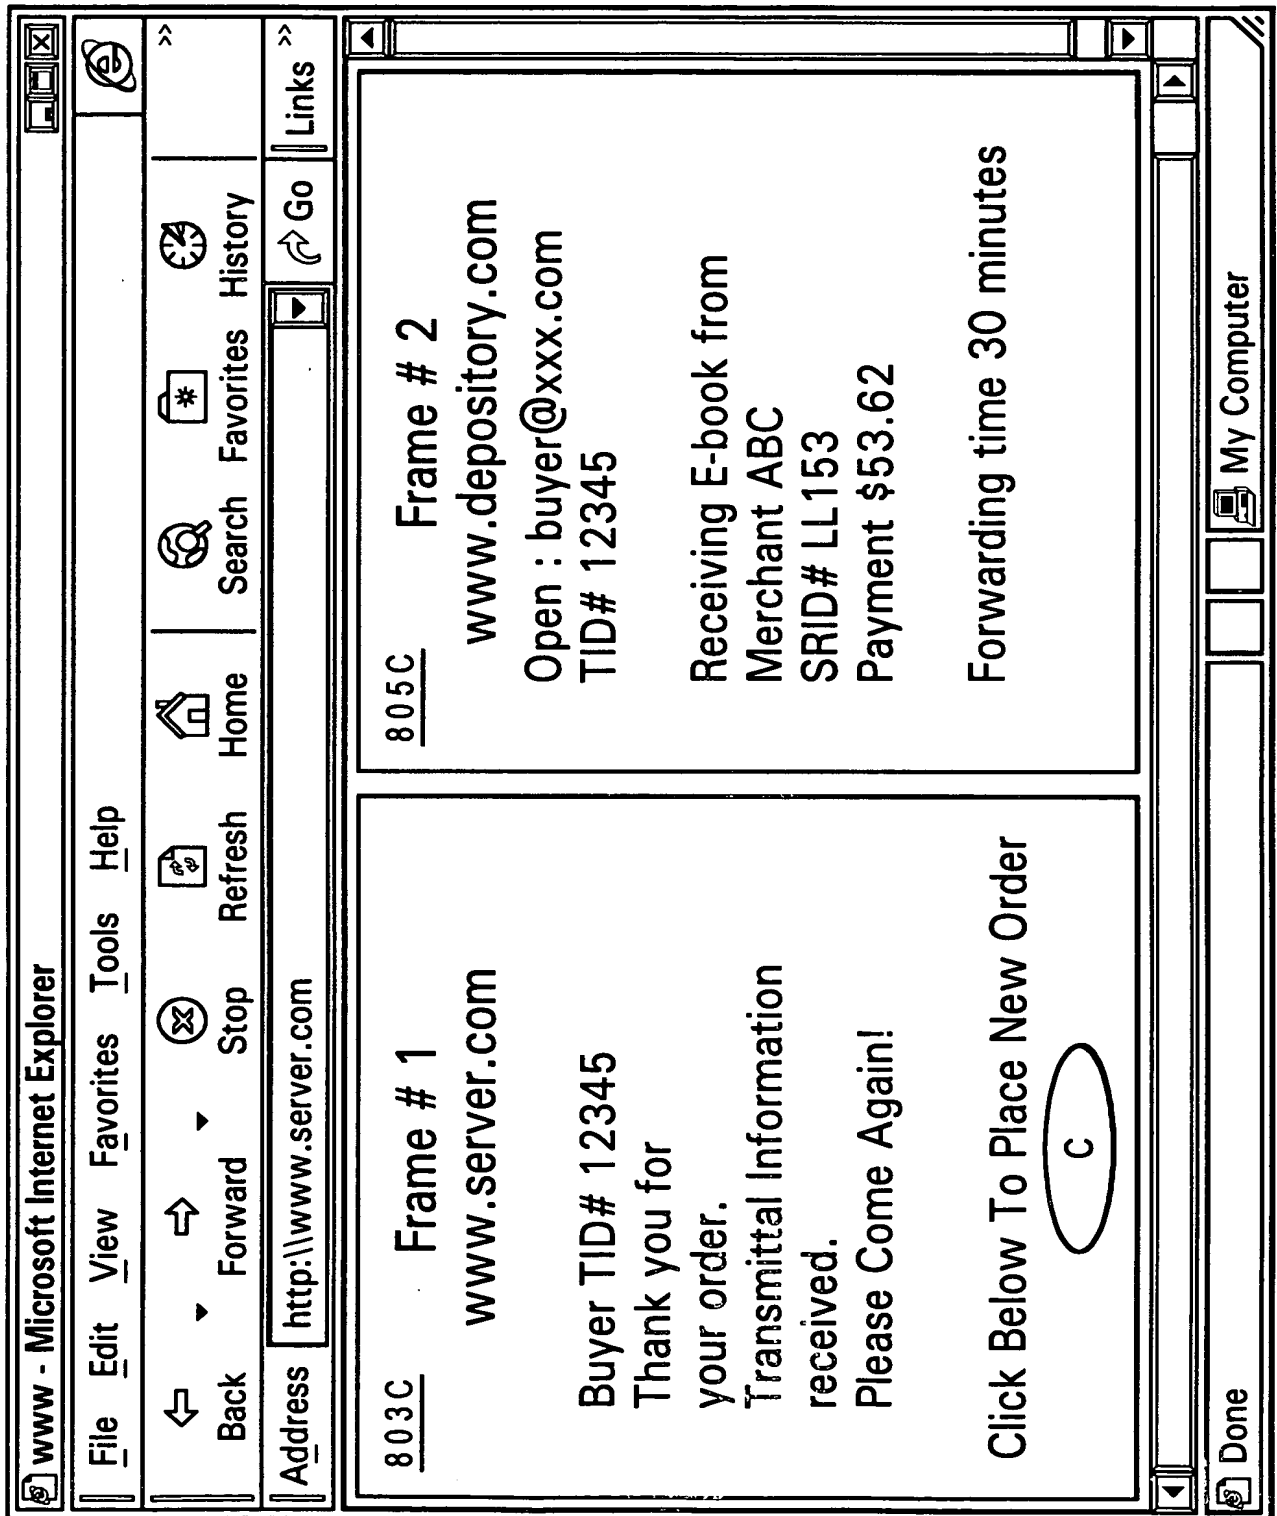 www - Microsoft Internet Explorer
File Edit View Favorites Tools Help
Back Forward Stop Refresh Home Search Favorites History >>
Address http:\\www.server.com Go Links >>
803C
Frame # 1
www.server.com
Buyer TID# 12345
Thank you for
your order.
Transmittal Information
received.
Please Come Again!
Click Below To Place New Order
C
805C
Frame # 2
www.depository.com
Open : buyer@xxx.com
TID# 12345
Receiving E-book from
Merchant ABC
SRID# LL153
Payment $53.62
Forwarding time 30 minutes
Done My Computer